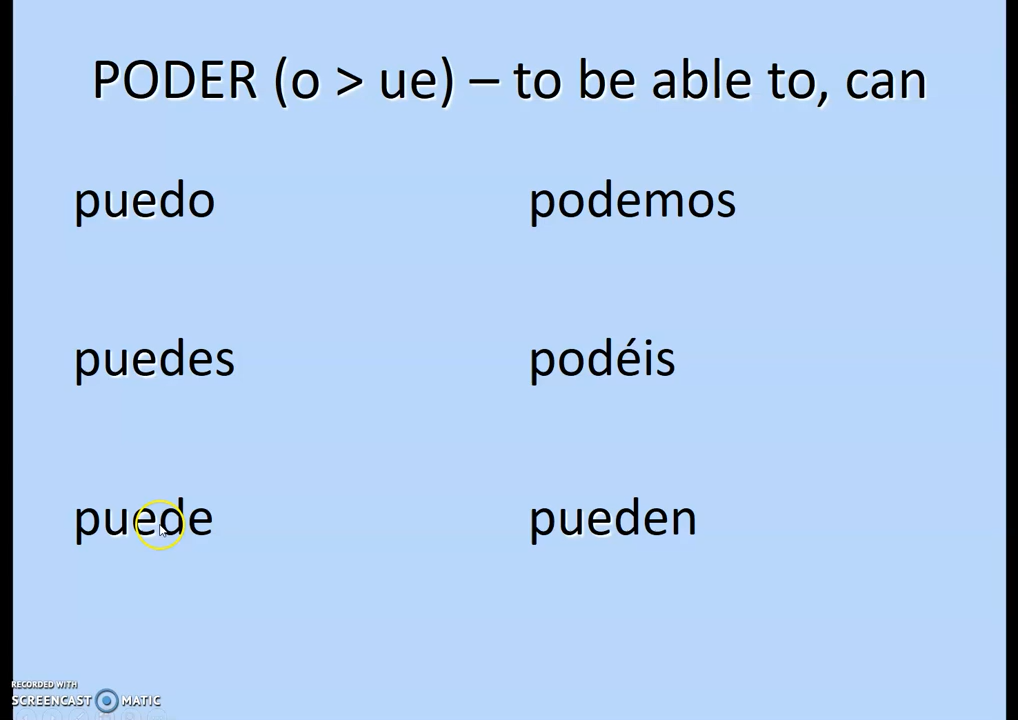 PODER (o > ue) – to be able to, can
puedo podemos
puedes podéis
puede pueden
RECORDED WITH
SCREENCAST MATIC